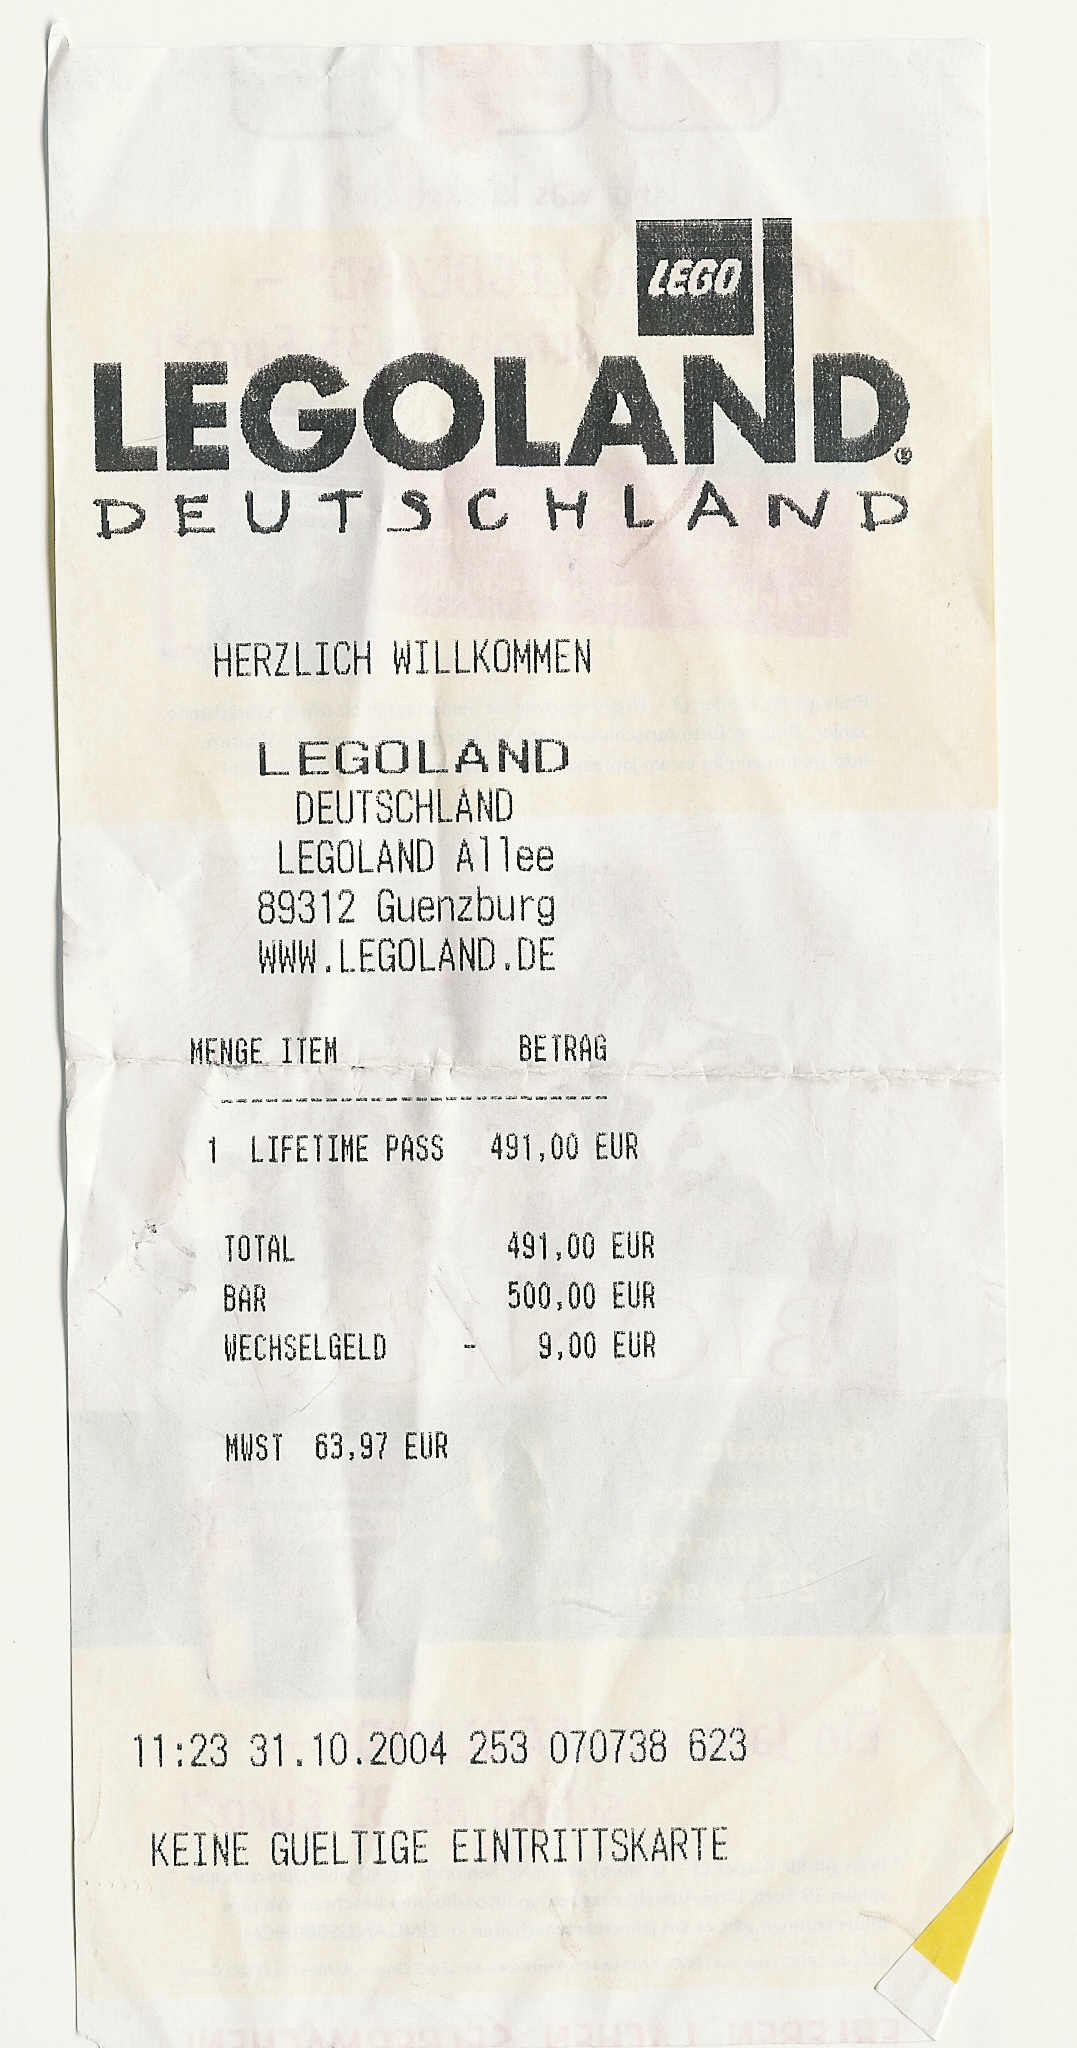 LEGO
LEGOLAND®
DEUTSCHLAND
HERZLICH WILLKOMMEN
LEGOLAND
DEUTSCHLAND
LEGOLAND Allee
89312 Guenzburg
WWW.LEGOLAND.DE
MENGE ITEM BETRAG
--------------------------
1 LIFETIME PASS 491,00 EUR
TOTAL 491,00 EUR
BAR 500,00 EUR
WECHSELGELD - 9,00 EUR
MWST 63,97 EUR
11:23 31.10.2004 253 070738 623
KEINE GUELTIGE EINTRITTSKARTE